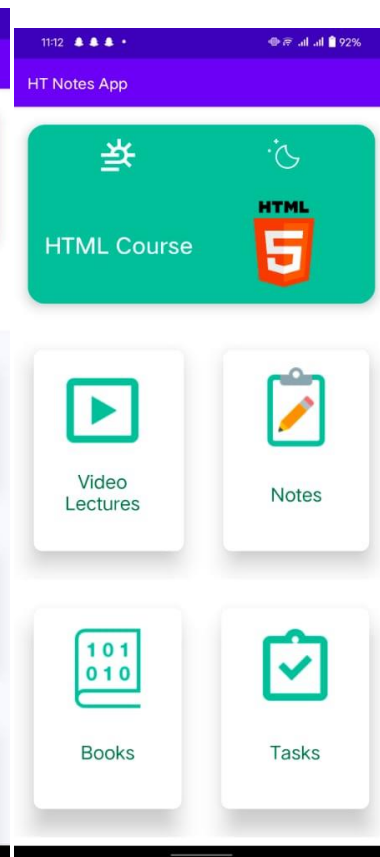 11:12 92%
HT Notes App
HTML
5
HTML Course
Video
Lectures
Notes
101
010
Books
Tasks